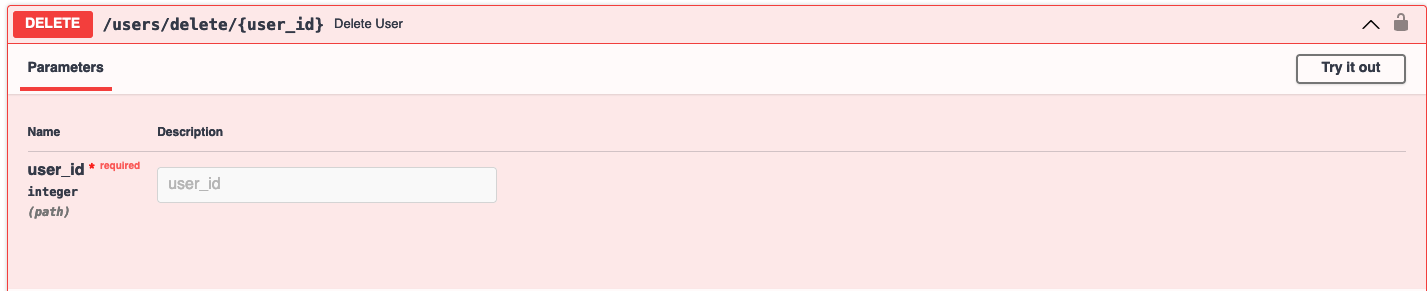 DELETE /users/delete/{user_id} Delete User
Parameters Try it out
Name Description
user_id * required user_id
integer
(path)